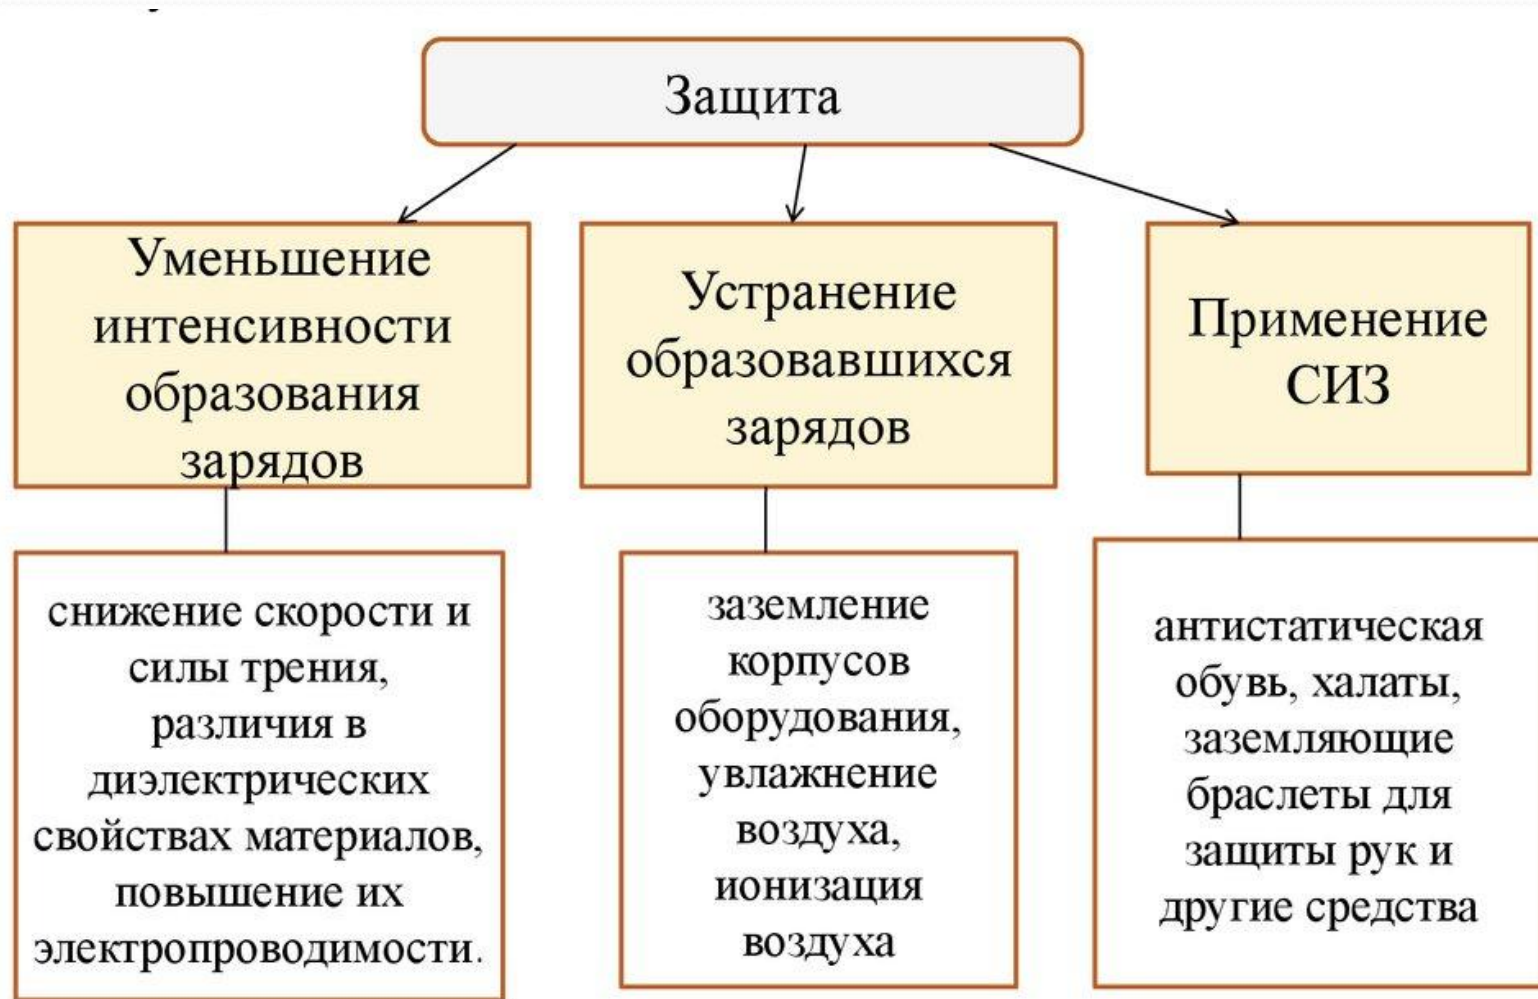 Защита
Уменьшение
интенсивности
образования
зарядов
Устранение
образовавшихся
зарядов
Применение
СИЗ
снижение скорости и
силы трения,
различия в
диэлектрических
свойствах материалов,
повышение их
электропроводимости.
заземление
корпусов
оборудования,
увлажнение
воздуха,
ионизация
воздуха
антистатическая
обувь, халаты,
заземляющие
браслеты для
защиты рук и
другие средства